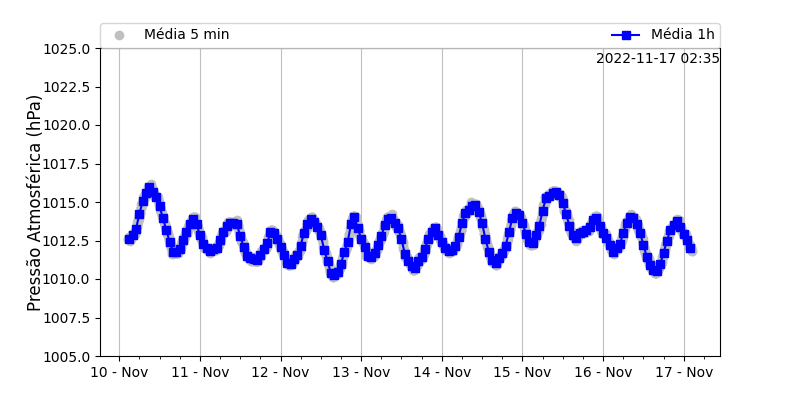 Média 5 min
Média 1h
2022-11-17 02:35
Pressão Atmosférica (hPa)
1025.0
1022.5
1020.0
1017.5
1015.0
1012.5
1010.0
1007.5
1005.0
10 - Nov
11 - Nov
12 - Nov
13 - Nov
14 - Nov
15 - Nov
16 - Nov
17 - Nov